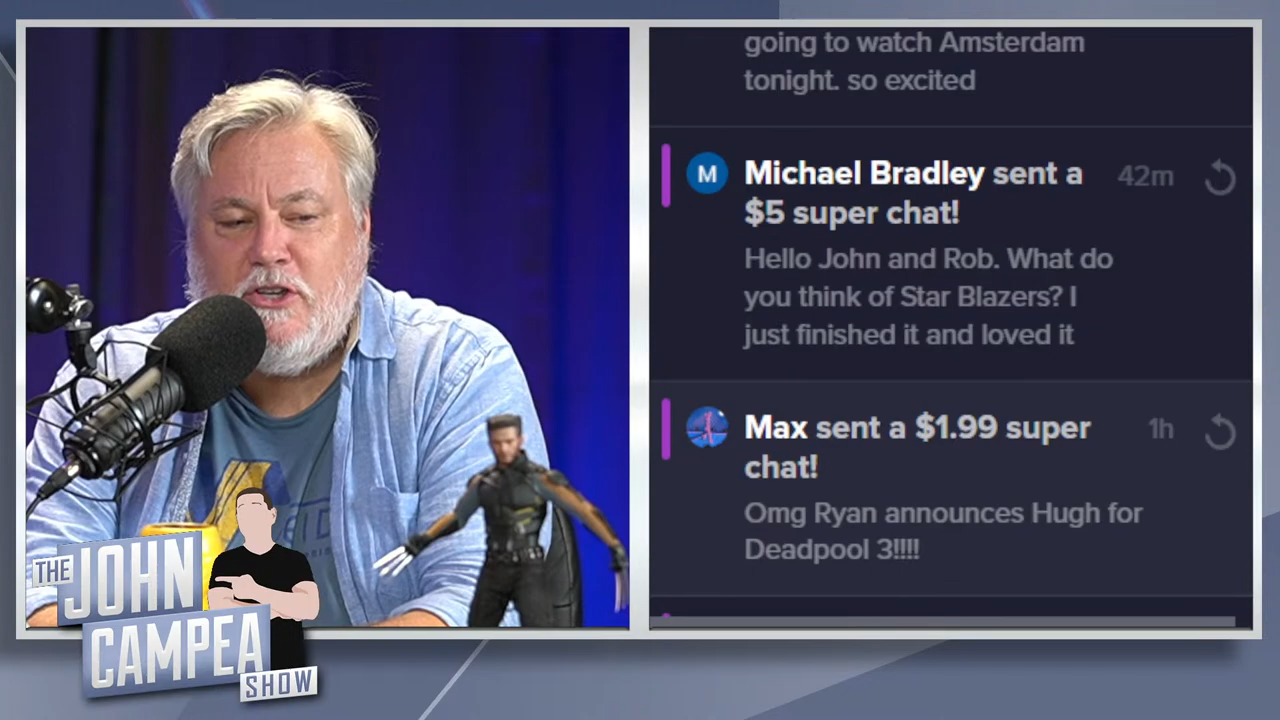 going to watch Amsterdam
tonight. so excited
M
Michael Bradley sent a
$5 super chat!
42m
Hello John and Rob. What do
you think of Star Blazers? I
just finished it and loved it
Max sent a $1.99 super
chat!
1h
Omg Ryan announces Hugh for
Deadpool 3!!!!
THE
JOHN
CAMPEA
SHOW